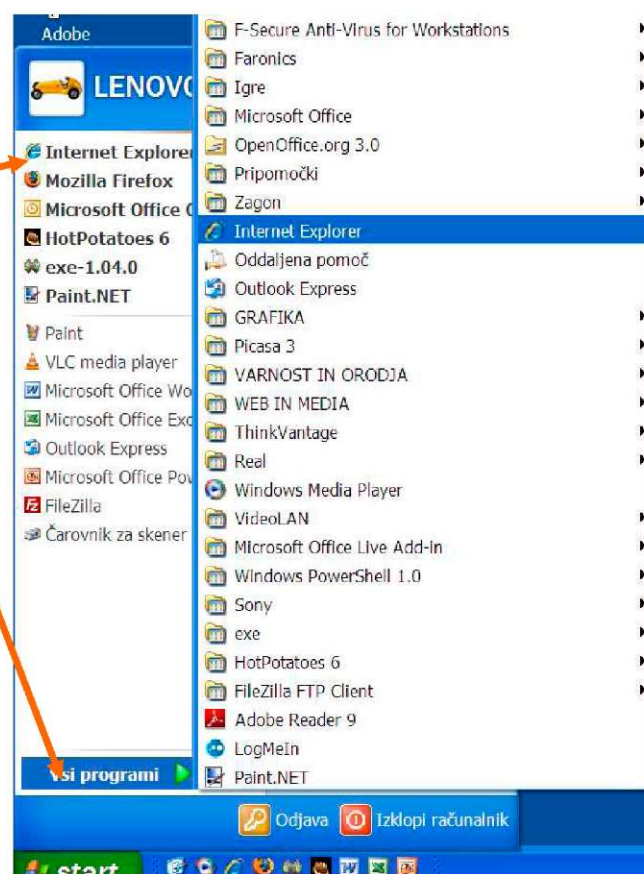 Adobe
LENOVO
Internet Explorer
Mozilla Firefox
Microsoft Office
HotPotatoes 6
exe-1.04.0
Paint.NET
Paint
VLC media player
Microsoft Office Wo
Microsoft Office Exc
Outlook Express
Microsoft Office Pow
FileZilla
Čarovnik za skener
Vsi programi
F-Secure Anti-Virus for Workstations
Faronics
Igre
Microsoft Office
OpenOffice.org 3.0
Pripomočki
Zagon
Internet Explorer
Oddaljena pomoč
Outlook Express
GRAFIKA
Picasa 3
VARNOST IN ORODJA
WEB IN MEDIA
ThinkVantage
Real
Windows Media Player
VideoLAN
Microsoft Office Live Add-in
Windows PowerShell 1.0
Sony
exe
HotPotatoes 6
FileZilla FTP Client
Adobe Reader 9
LogMeIn
Paint.NET
Odjava Izklopi računalnik
start